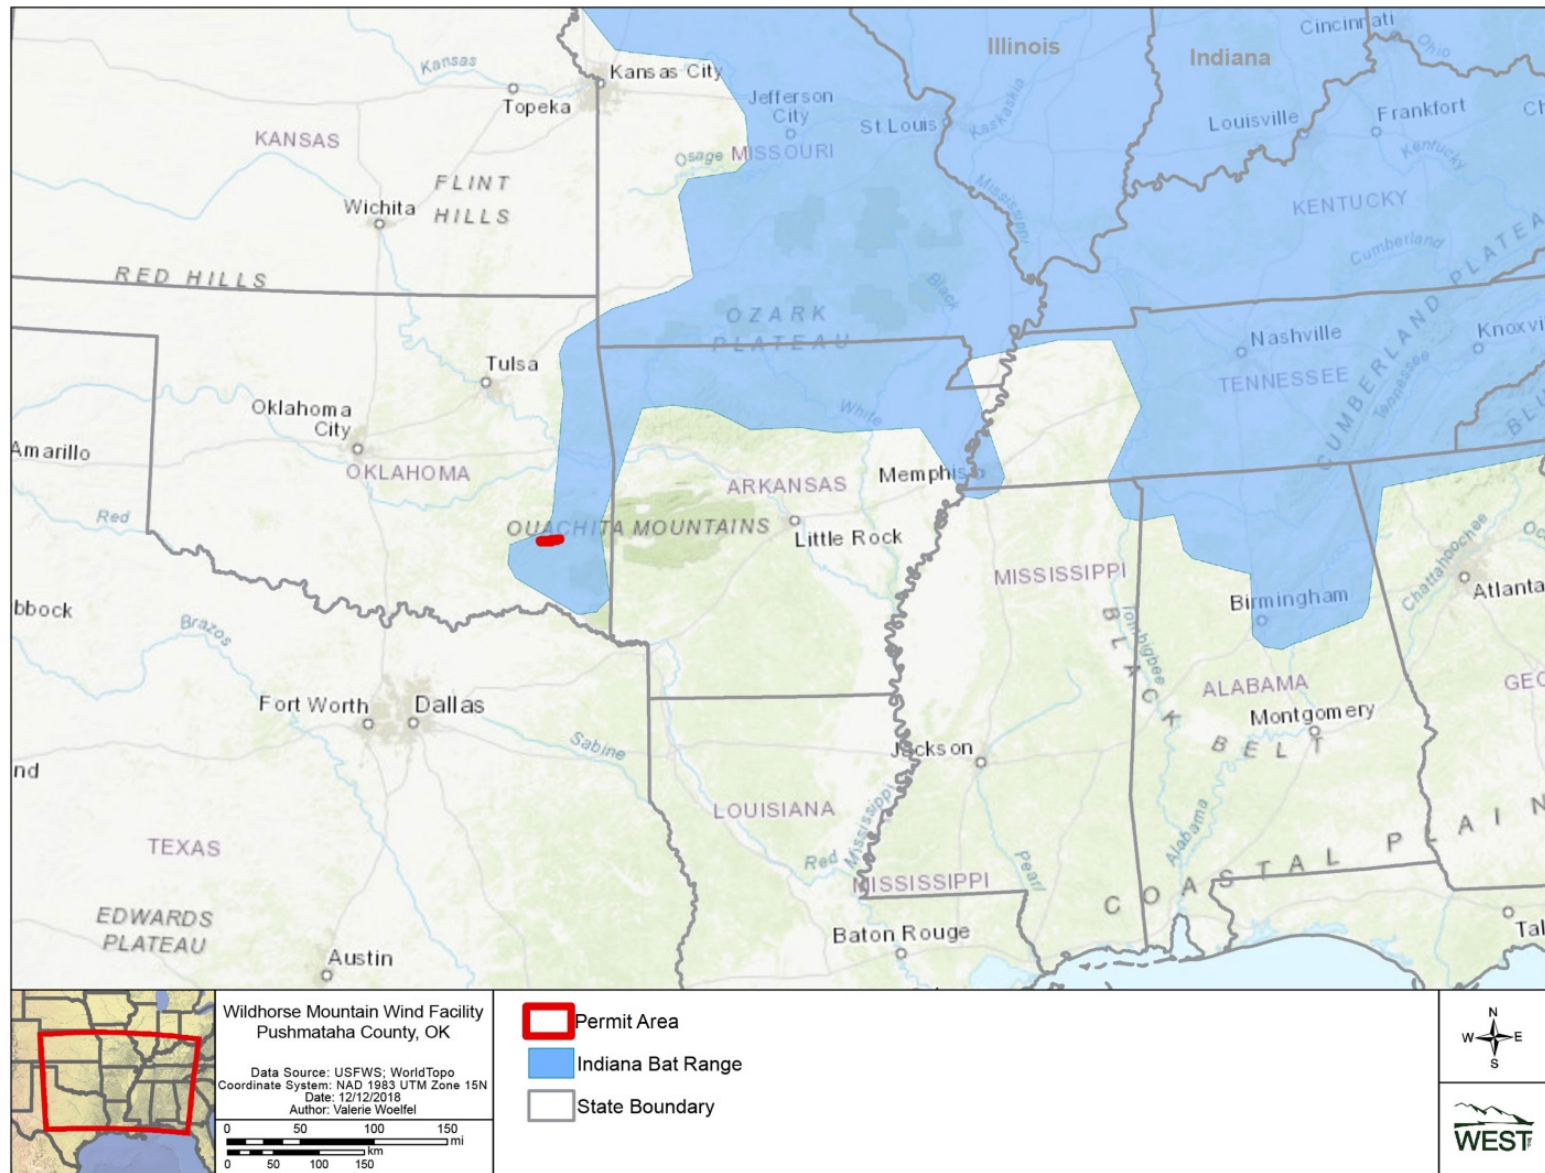 Illinois
Indiana
Cincinnati
Ohio
Kansas
Kansas City
Topeka
Jefferson
City
St Louis
Kaskaskia
Louisville
Frankfort
Ch
KANSAS
Osage
MISSOURI
Kentucky
FLINT
HILLS
Mississippi
Wichita
KENTUCKY
Cumberland
RED HILLS
Black
OZARK
PLATEAU
Nashville
Knoxvi
Tulsa
TENNESSEE
Tennessee
CUMBERLAND PLATEA
BLU
Oklahoma
City
White
Amarillo
OKLAHOMA
ARKANSAS
Memphis
Red
OUACHITA MOUNTAINS
Little Rock
MISSISSIPPI
Chattahoochee
Oc
Atlanta
bbock
Brazos
Birmingham
Tombigbee
BLACK BELT
ALABAMA
GEC
Fort Worth
Dallas
Montgomery
Sabine
Jackson
nd
LOUISIANA
Mississippi
Alabama
TEXAS
Red
Pearl
MISSISSIPPI
COASTAL PLAIN
EDWARDS
PLATEAU
Baton Rouge
Tal
Austin
Wildhorse Mountain Wind Facility
Pushmataha County, OK
Data Source: USFWS; WorldTopo
Coordinate System: NAD 1983 UTM Zone 15N
Date: 12/12/2018
Author: Valerie Woelfel
0 50 100 150
mi
km
0 50 100 150
Permit Area
Indiana Bat Range
State Boundary
N
W E
S
WEST